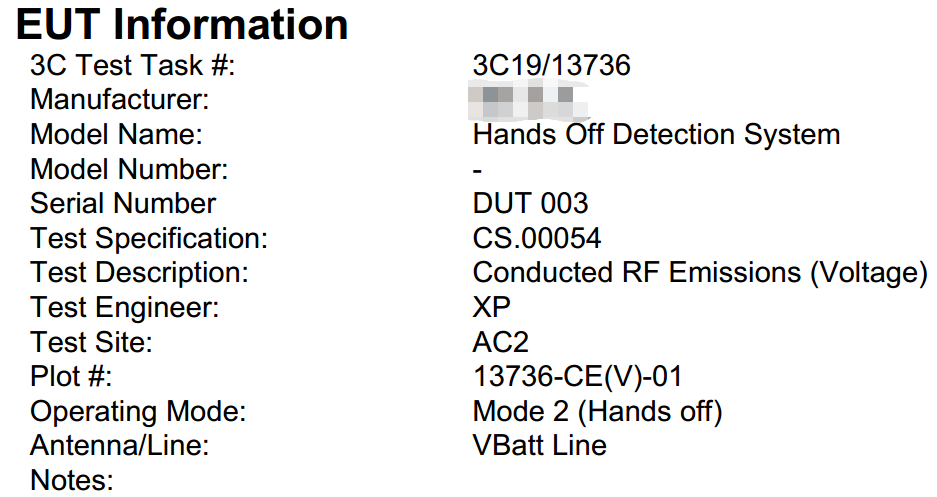 EUT Information
3C Test Task #: 3C19/13736
Manufacturer:
Model Name: Hands Off Detection System
Model Number: -
Serial Number DUT 003
Test Specification: CS.00054
Test Description: Conducted RF Emissions (Voltage)
Test Engineer: XP
Test Site: AC2
Plot #: 13736-CE(V)-01
Operating Mode: Mode 2 (Hands off)
Antenna/Line: VBatt Line
Notes: